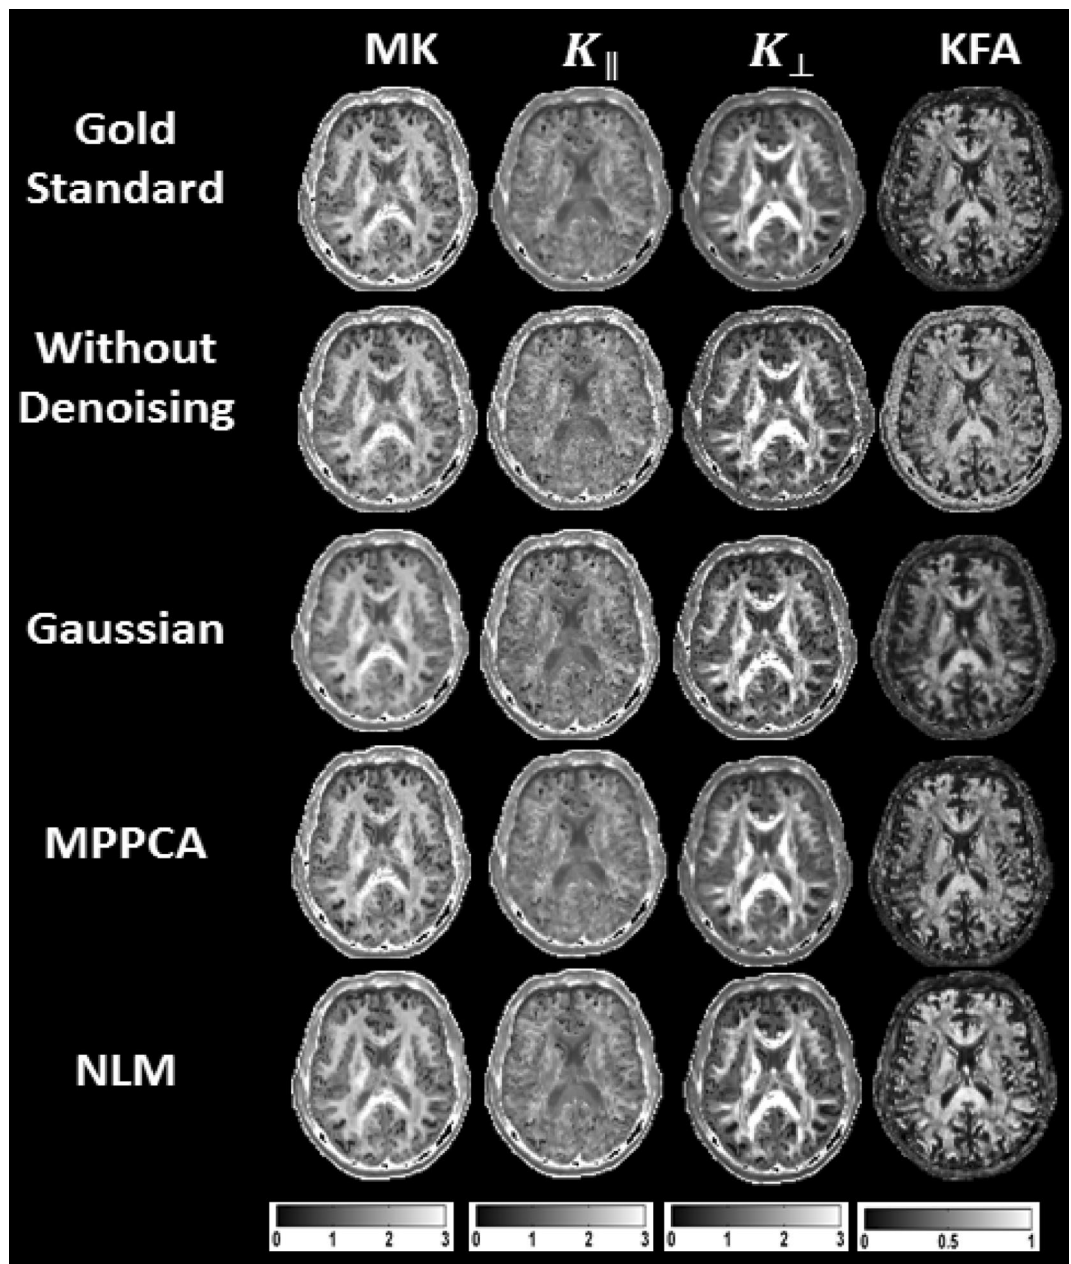 MK K∥ K⊥ KFA
Gold
Standard
Without
Denoising
Gaussian
MPPCA
NLM
0 1 2 3 0 1 2 3 0 1 2 3 0 0.5 1